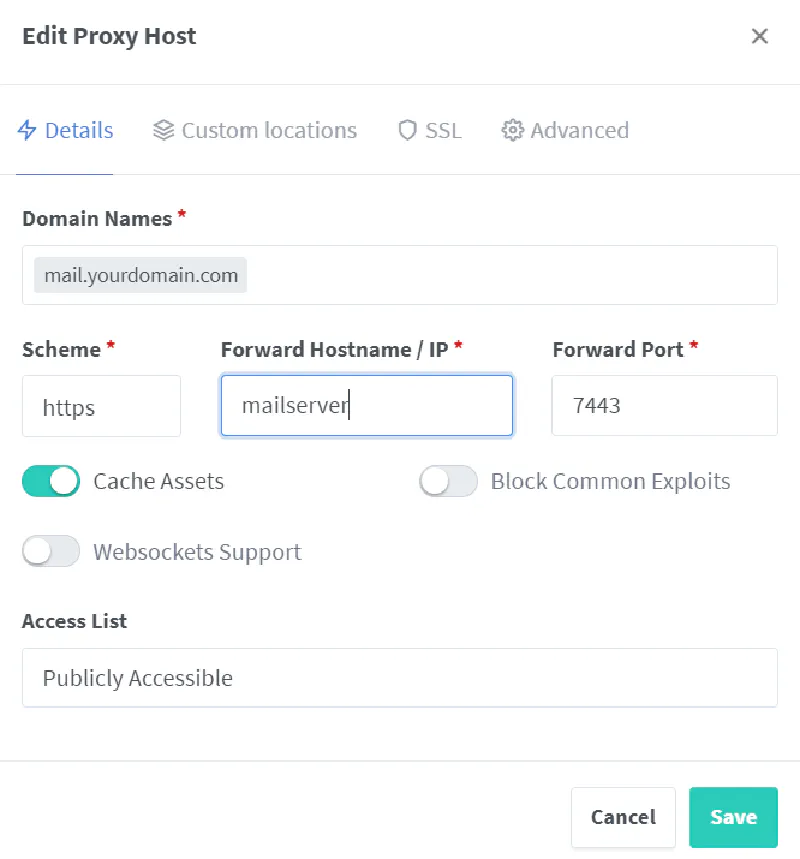 Edit Proxy Host
Details Custom locations SSL Advanced
Domain Names *
mail.yourdomain.com
Scheme * Forward Hostname / IP * Forward Port *
https mailserver 7443
Cache Assets Block Common Exploits
Websockets Support
Access List
Publicly Accessible
Cancel Save